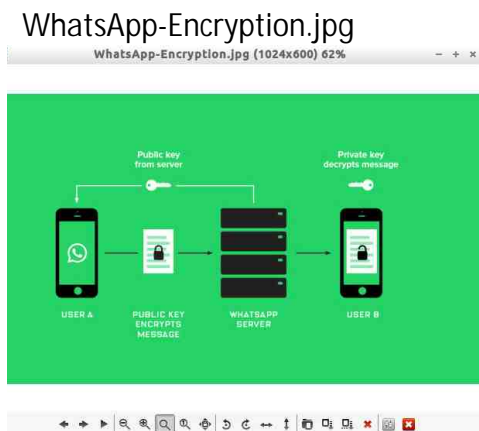 WhatsApp-Encryption.jpg
WhatsApp-Encryption.jpg (1024x600) 62%
Public key
from server
Private key
decrypts message
USER A
PUBLIC KEY
ENCRYPTS
MESSAGE
WHATSAPP
SERVER
USER B